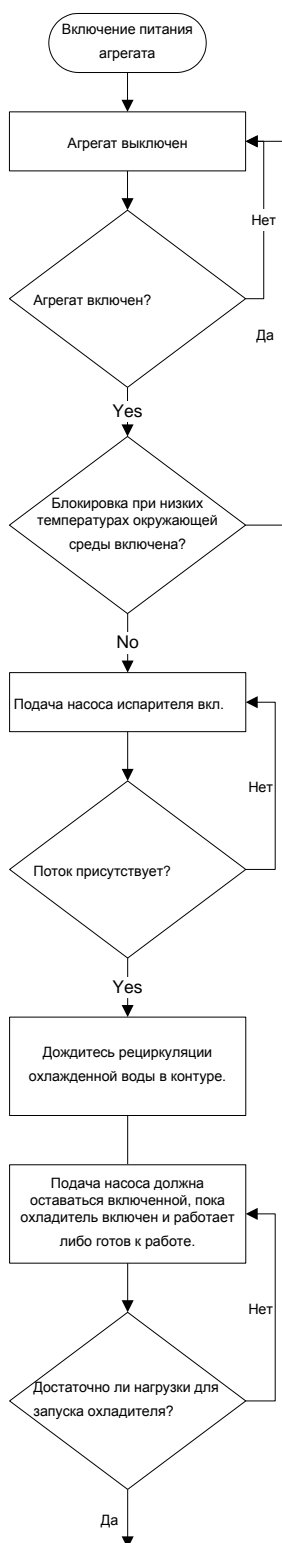 Включение питания
агрегата
Агрегат выключен
Нет
Агрегат включен?
Да
Yes
Блокировка при низких
температурах окружающей
среды включена?
No
Подача насоса испарителя вкл.
Нет
Поток присутствует?
Yes
Дождитесь рециркуляции
охлажденной воды в контуре.
Подача насоса должна
оставаться включенной, пока
охладитель включен и работает
либо готов к работе.
Нет
Достаточно ли нагрузки для
запуска охладителя?
Да